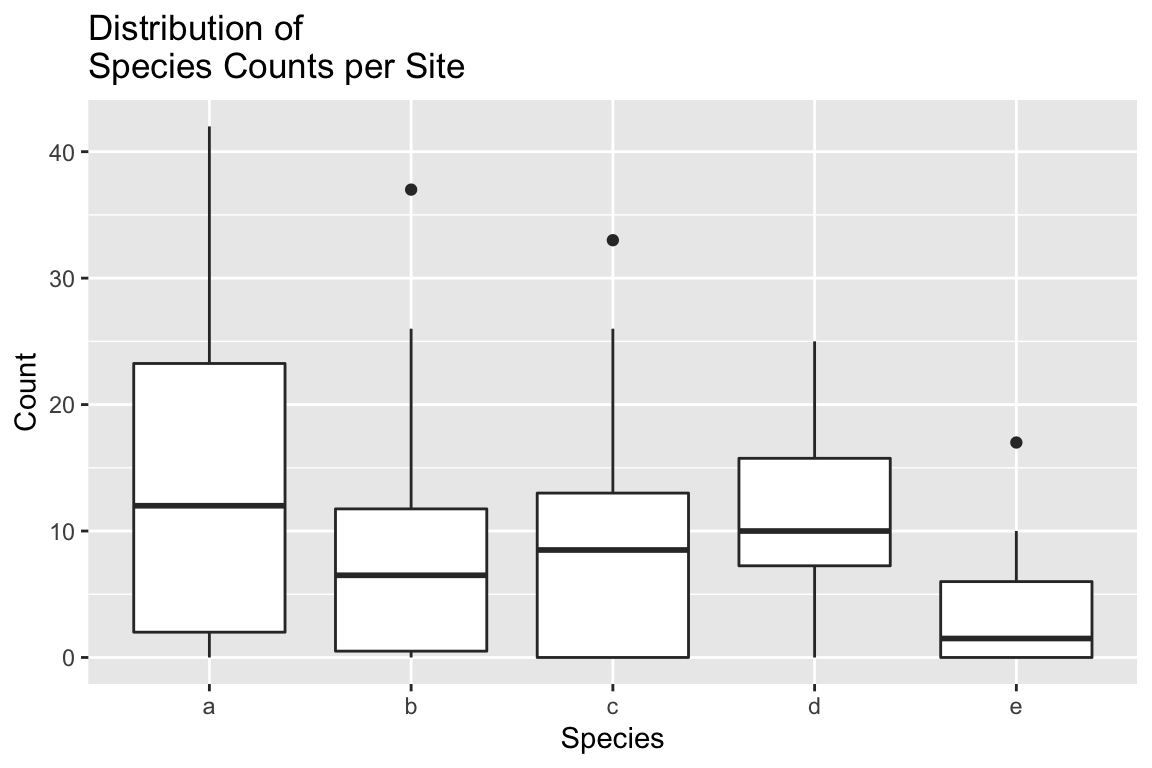 Distribution of
Species Counts per Site
Count
40
30
20
10
0
a b c d e
Species